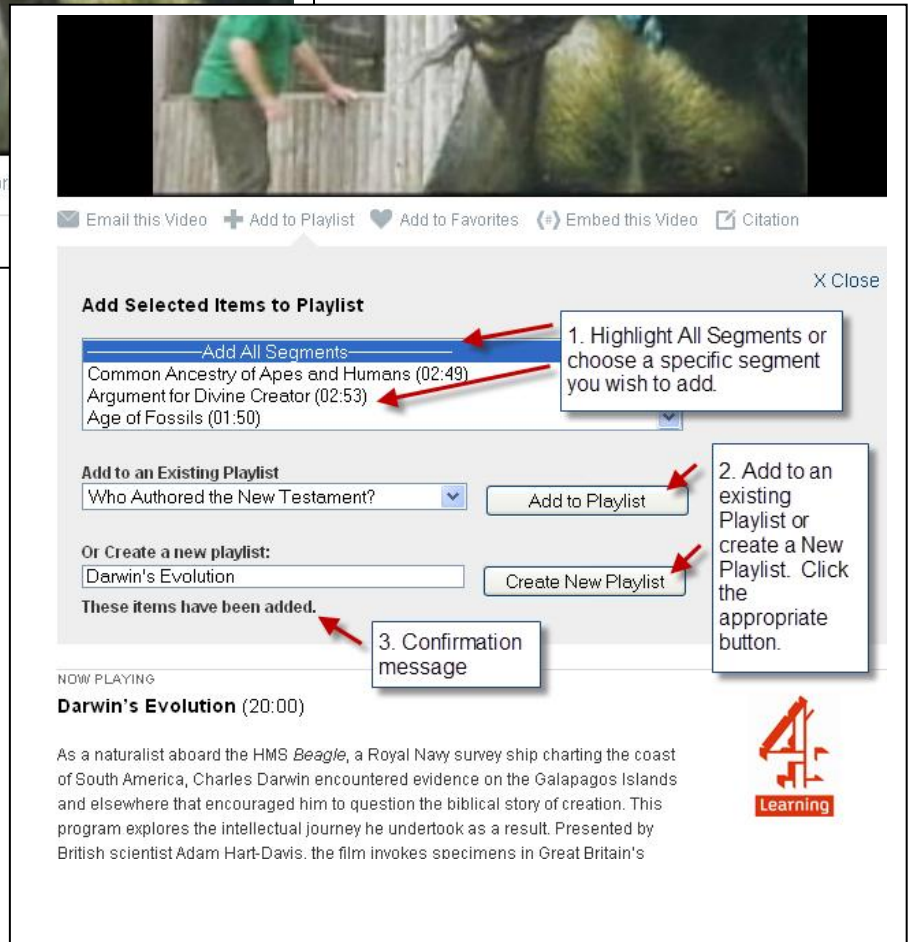 Email this Video Add to Playlist Add to Favorites Embed this Video Citation
X Close
Add Selected Items to Playlist
Add All Segments
Common Ancestry of Apes and Humans (02:49)
Argument for Divine Creator (02:53)
Age of Fossils (01:50)
1. Highlight All Segments or
choose a specific segment
you wish to add.
Add to an Existing Playlist
Who Authored the New Testament?
Add to Playlist
Or Create a new playlist:
Darwin's Evolution
Create New Playlist
These items have been added.
2. Add to an
existing
Playlist or
create a New
Playlist. Click
the
appropriate
button.
3. Confirmation
message
NOW PLAYING
Darwin's Evolution (20:00)
As a naturalist aboard the HMS Beagle, a Royal Navy survey ship charting the coast
of South America, Charles Darwin encountered evidence on the Galapagos Islands
and elsewhere that encouraged him to question the biblical story of creation. This
program explores the intellectual journey he undertook as a result. Presented by
British scientist Adam Hart-Davis, the film invokes specimens in Great Britain's
4
Learning